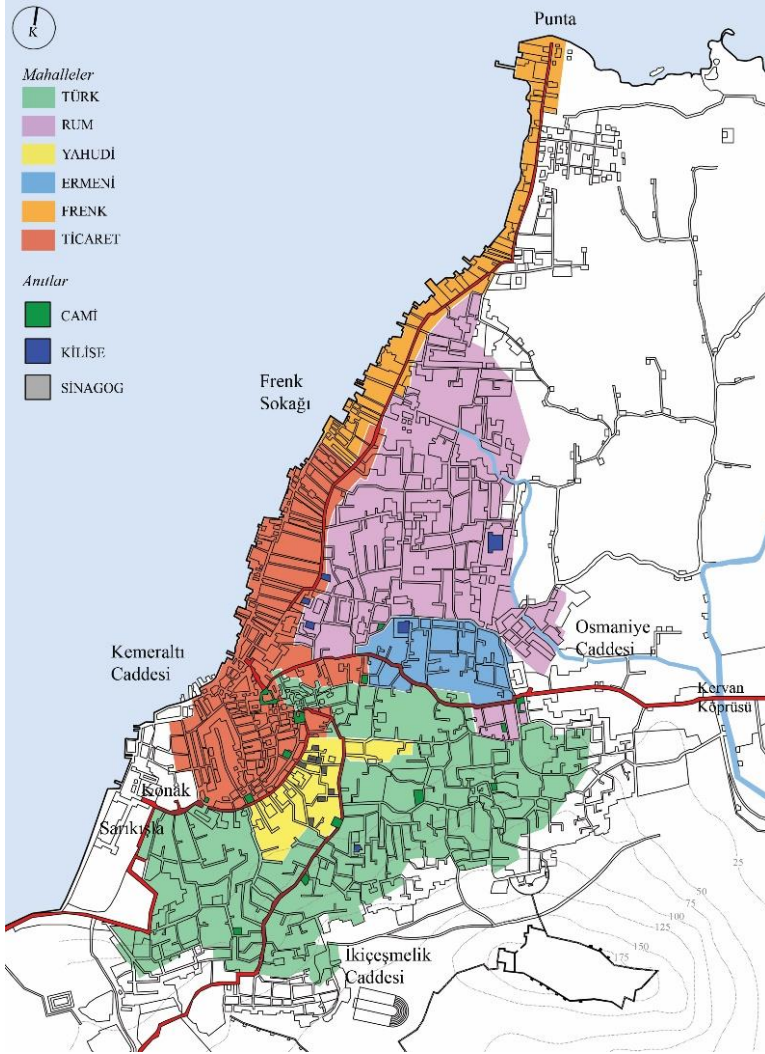 K
Punta
Mahalleler
TÜRK
RUM
YAHUDİ
ERMENİ
FRENK
TİCARET
Anıtlar
CAMİ
KİLİSE
SİNAGOG
Frenk
Sokağı
Kemeraltı
Caddesi
Osmaniye
Caddesi
Kervan
Köprüsü
Konak
Sarıkışla
İkiçeşmelik
Caddesi
25
50
75
100
125
150
175